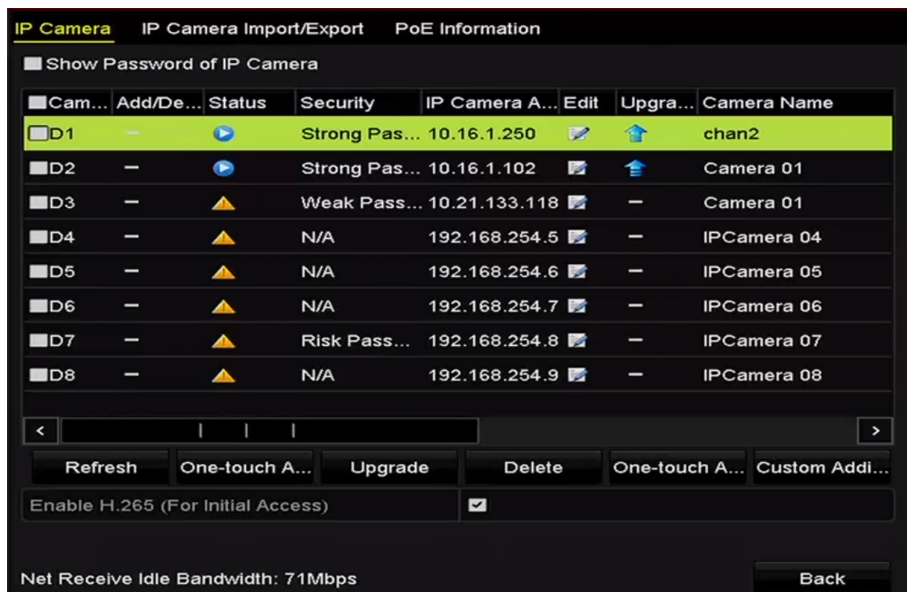 IP Camera IP Camera Import/Export PoE Information
Show Password of IP Camera
Cam... Add/De... Status Security IP Camera A... Edit Upgra... Camera Name
D1 – Strong Pas... 10.16.1.250 chan2
D2 – Strong Pas... 10.16.1.102 Camera 01
D3 – Weak Pass... 10.21.133.118 – Camera 01
D4 – N/A 192.168.254.5 – IPCamera 04
D5 – N/A 192.168.254.6 – IPCamera 05
D6 – N/A 192.168.254.7 – IPCamera 06
D7 – Risk Pass... 192.168.254.8 – IPCamera 07
D8 – N/A 192.168.254.9 – IPCamera 08
< >
Refresh One-touch A... Upgrade Delete One-touch A... Custom Addi...
Enable H.265 (For Initial Access)
Net Receive Idle Bandwidth: 71Mbps Back